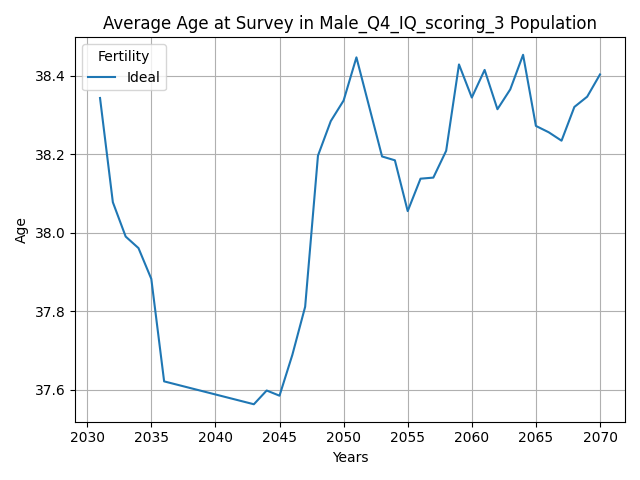 Average Age at Survey in Male_Q4_IQ_scoring_3 Population
Fertility
Ideal
38.4
38.2
38.0
37.8
37.6
Age
2030 2035 2040 2045 2050 2055 2060 2065 2070
Years